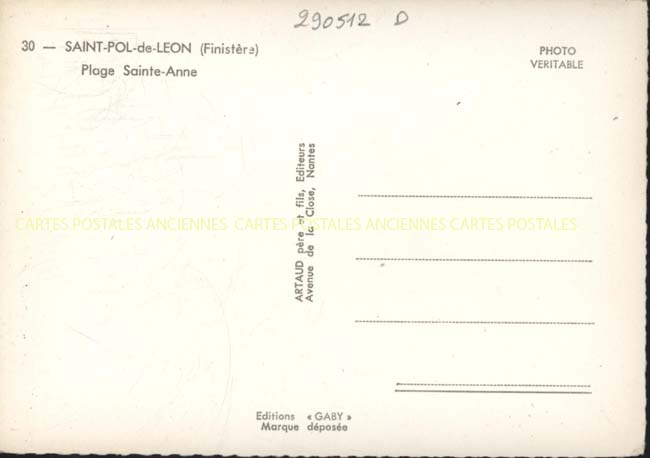 290512 D
30 — SAINT-POL-de-LEON (Finistère)
Plage Sainte-Anne
PHOTO
VERITABLE
ARTAUD père et fils, Editeurs
Avenue de la Close, Nantes
CARTES POSTALES ANCIENNES CARTES POSTALES ANCIENNES CARTES POSTALES
Editions « GABY »
Marque déposée